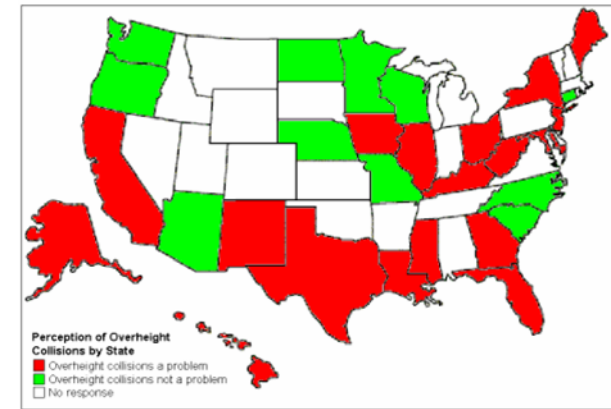 Perception of Overheight
Collisions by State
Overheight collisions a problem
Overheight collisions not a problem
No response